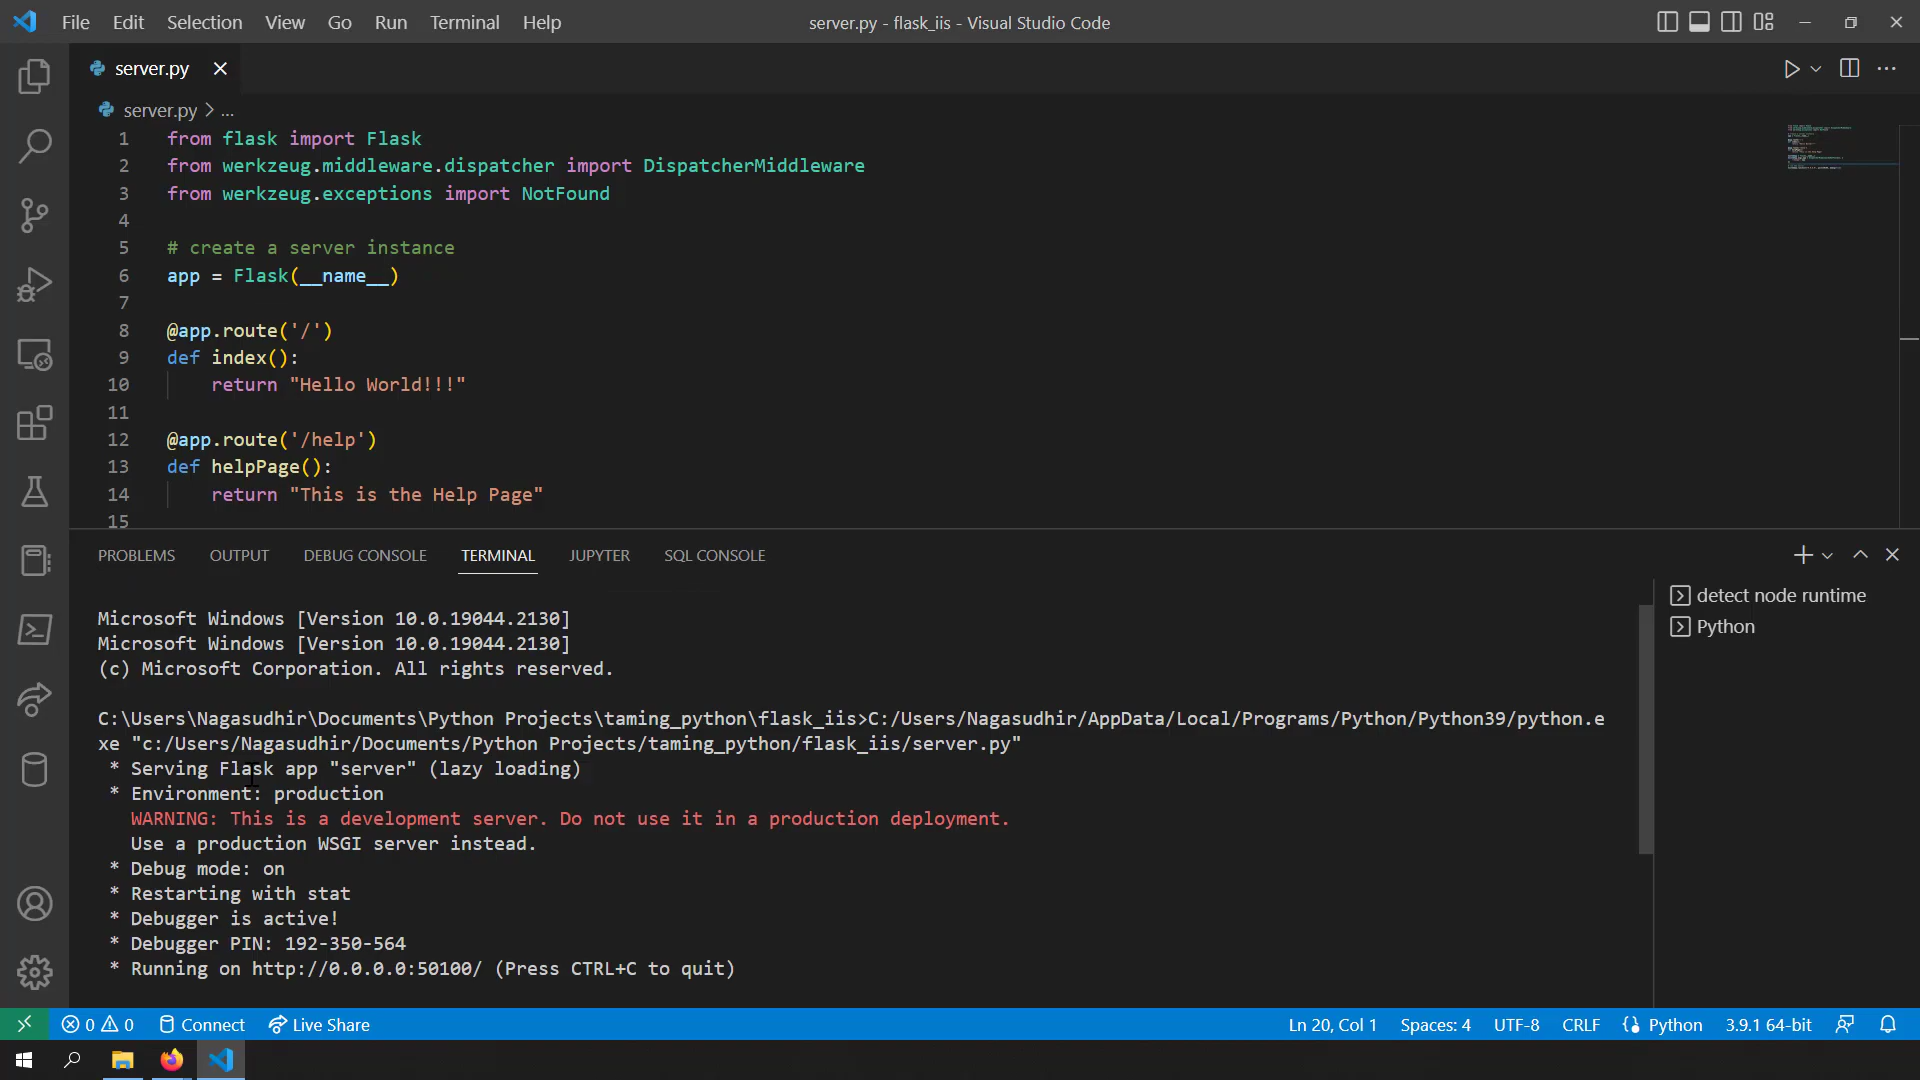 File Edit Selection View Go Run Terminal Help
server.py - flask_iis - Visual Studio Code
server.py
server.py > ...
1 from flask import Flask
2 from werkzeug.middleware.dispatcher import DispatcherMiddleware
3 from werkzeug.exceptions import NotFound
4
5 # create a server instance
6 app = Flask(__name__)
7
8 @app.route('/')
9 def index():
10 return "Hello World!!!"
11
12 @app.route('/help')
13 def helpPage():
14 return "This is the Help Page"
15
PROBLEMS OUTPUT DEBUG CONSOLE TERMINAL JUPYTER SQL CONSOLE
Microsoft Windows [Version 10.0.19044.2130]
Microsoft Windows [Version 10.0.19044.2130]
(c) Microsoft Corporation. All rights reserved.
C:\Users\Nagasudhir\Documents\Python Projects\taming_python\flask_iis>C:/Users/Nagasudhir/AppData/Local/Programs/Python/Python39/python.e
xe "c:/Users/Nagasudhir/Documents/Python Projects/taming_python/flask_iis/server.py"
* Serving Flask app "server" (lazy loading)
* Environment: production
WARNING: This is a development server. Do not use it in a production deployment.
Use a production WSGI server instead.
* Debug mode: on
* Restarting with stat
* Debugger is active!
* Debugger PIN: 192-350-564
* Running on http://0.0.0.0:50100/ (Press CTRL+C to quit)
detect node runtime
Python
0 0 Connect Live Share
Ln 20, Col 1 Spaces: 4 UTF-8 CRLF Python 3.9.1 64-bit